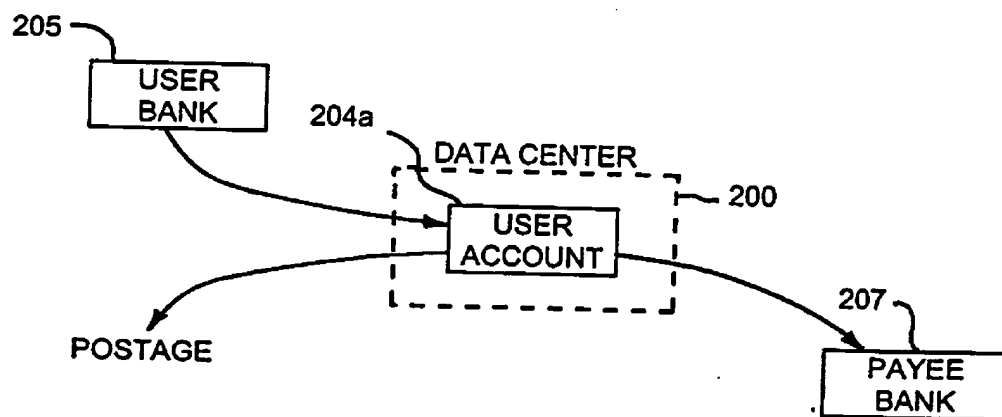 205
USER
BANK
204a
DATA CENTER
200
USER
ACCOUNT
POSTAGE
207
PAYEE
BANK